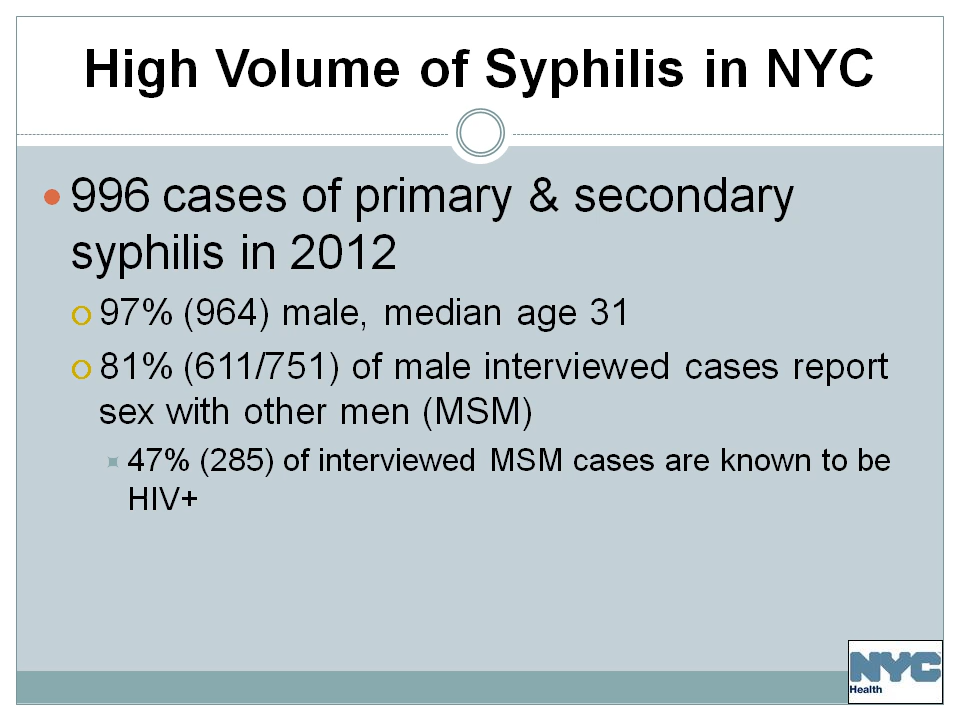 High Volume of Syphilis in NYC
996 cases of primary & secondary
syphilis in 2012
97% (964) male, median age 31
81% (611/751) of male interviewed cases report
sex with other men (MSM)
47% (285) of interviewed MSM cases are known to be
HIV+
NYC
Health